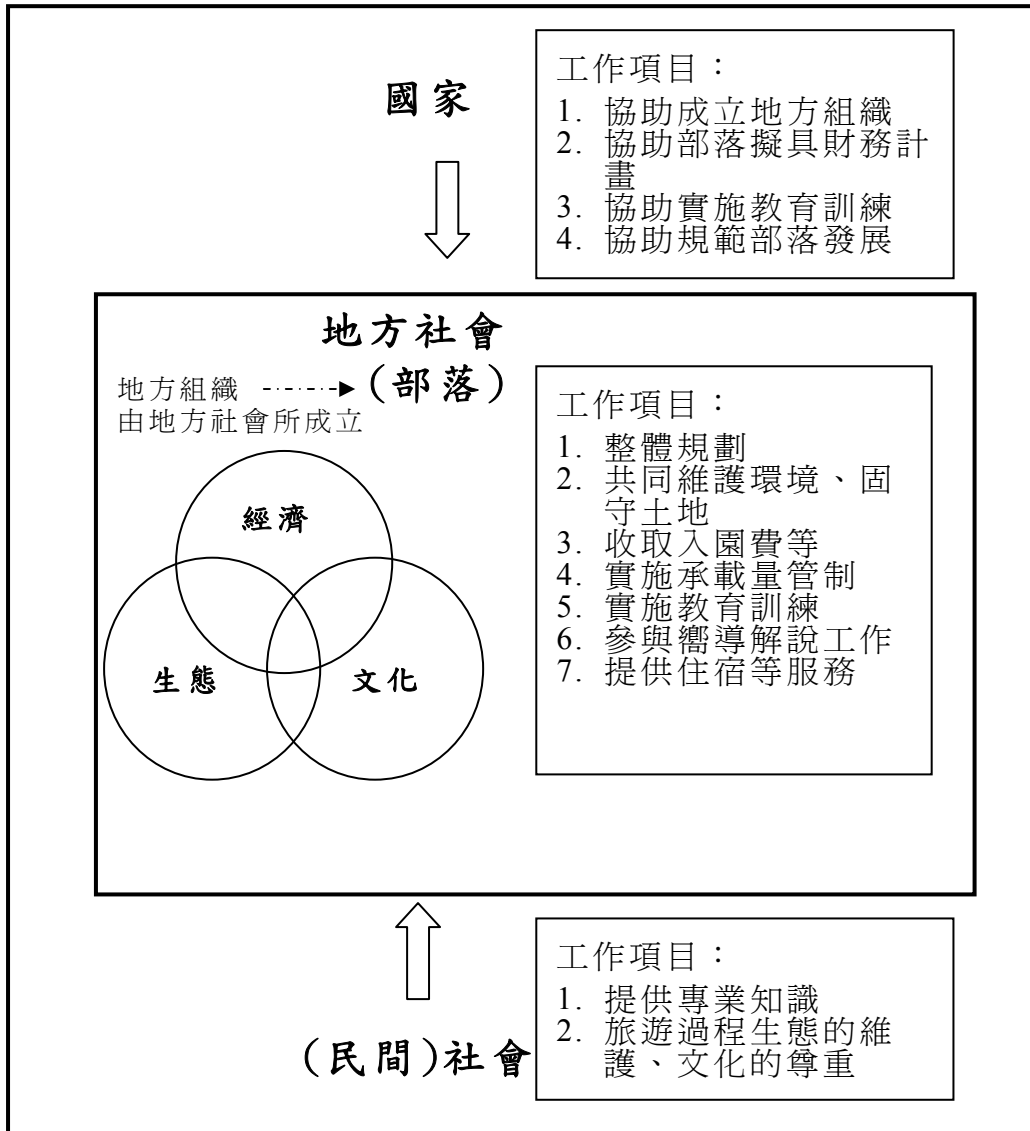 國家
工作項目：
1. 協助成立地方組織
2. 協助部落擬具財務計
畫
3. 協助實施教育訓練
4. 協助規範部落發展
地方社會
(部落)
地方組織
由地方社會所成立
經濟
生態
文化
工作項目：
1. 整體規劃
2. 共同維護環境、固
守土地
3. 收取入園費等
4. 實施承載量管制
5. 實施教育訓練
6. 參與嚮導解說工作
7. 提供住宿等服務
(民間)社會
工作項目：
1. 提供專業知識
2. 旅遊過程生態的維
護、文化的尊重